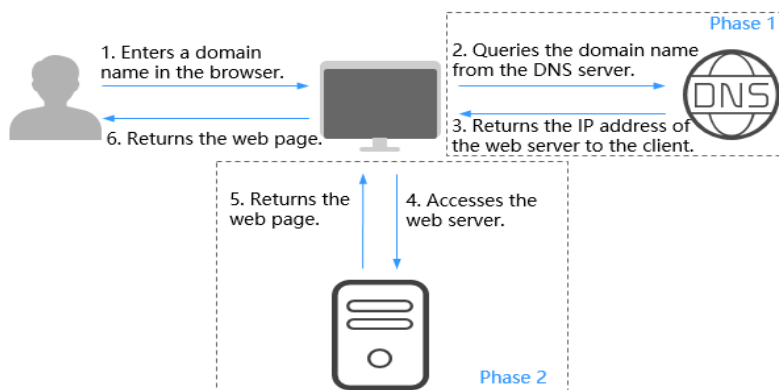 Phase 1
1. Enters a domain
name in the browser.
2. Queries the domain name
from the DNS server.
DNS
6. Returns the web page.
3. Returns the IP address of
the web server to the client.
5. Returns the
web page.
4. Accesses the
web server.
Phase 2